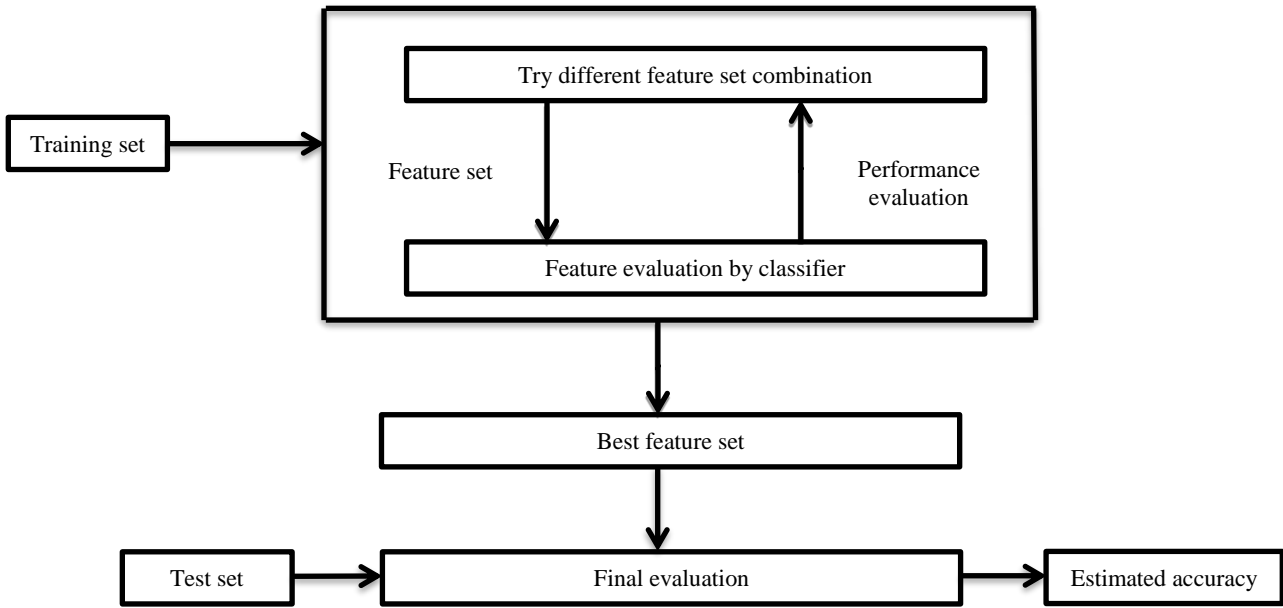 Try different feature set combination
Training set
Feature set
Performance
evaluation
Feature evaluation by classifier
Best feature set
Test set
Final evaluation
Estimated accuracy